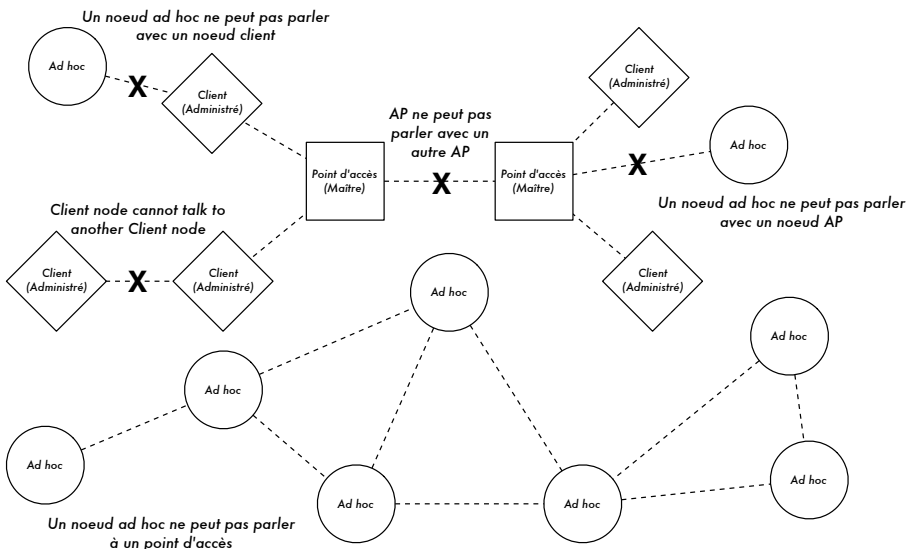 Un noeud ad hoc ne peut pas parler
avec un noeud client
Ad hoc
X
Client
(Administré)
Client
(Administré)
AP ne peut pas
parler avec un
autre AP
Point d'accès
(Maître)
X
Point d'accès
(Maître)
X
Ad hoc
Un noeud ad hoc ne peut pas parler
avec un noeud AP
Client node cannot talk to
another Client node
Client
(Administré)
X
Client
(Administré)
Client
(Administré)
Ad hoc
Ad hoc
Ad hoc
Ad hoc
Ad hoc
Ad hoc
Ad hoc
Un noeud ad hoc ne peut pas parler
à un point d'accès